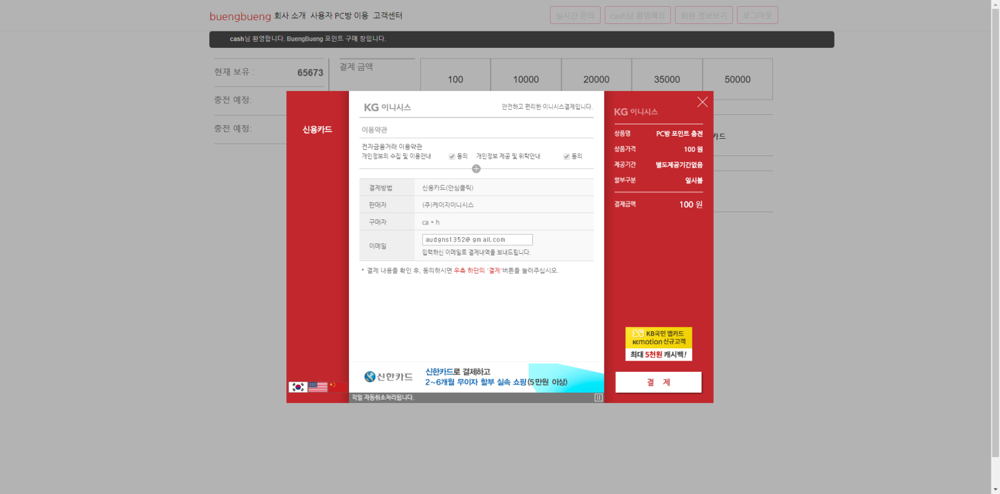 buengbueng 회사 소개 사용자 PC방 이용 고객센터
실시간 문의 cash님 환영해요 회원 정보보기 로그아웃
cash님 환영합니다. BuengBueng 포인트 구매 창입니다.
현재 보유 : 65673
충전 예정:
충전 예정:
결제 금액
100 10000 20000 35000 50000
카드
신용카드
KG 이니시스
안전하고 편리한 이니시스결제입니다.
이용약관
전자금융거래 이용약관
개인정보의 수집 및 이용안내 동의 개인정보 제공 및 위탁안내 동의
결제방법 신용카드(안심클릭)
판매자 (주)케이지이니시스
구매자 ca * h
이메일 audgns1352@gmail.com
입력하신 이메일로 결제내역을 보내드립니다.
• 결제 내용을 확인 후, 동의하시면 우측 하단의 '결제'버튼을 눌러주십시오.
신한카드
신한카드로 결제하고
2~6개월 무이자 할부 실속 쇼핑(5만원 이상)
익일 자동취소처리됩니다.
KG 이니시스
상품명 PC방 포인트 충전
상품가격 100 원
제공기간 별도제공기간없음
할부구분 일시불
결제금액 100 원
KB국민 앱카드
K-motion 신규고객
최대 5천원 캐시백!
결 제